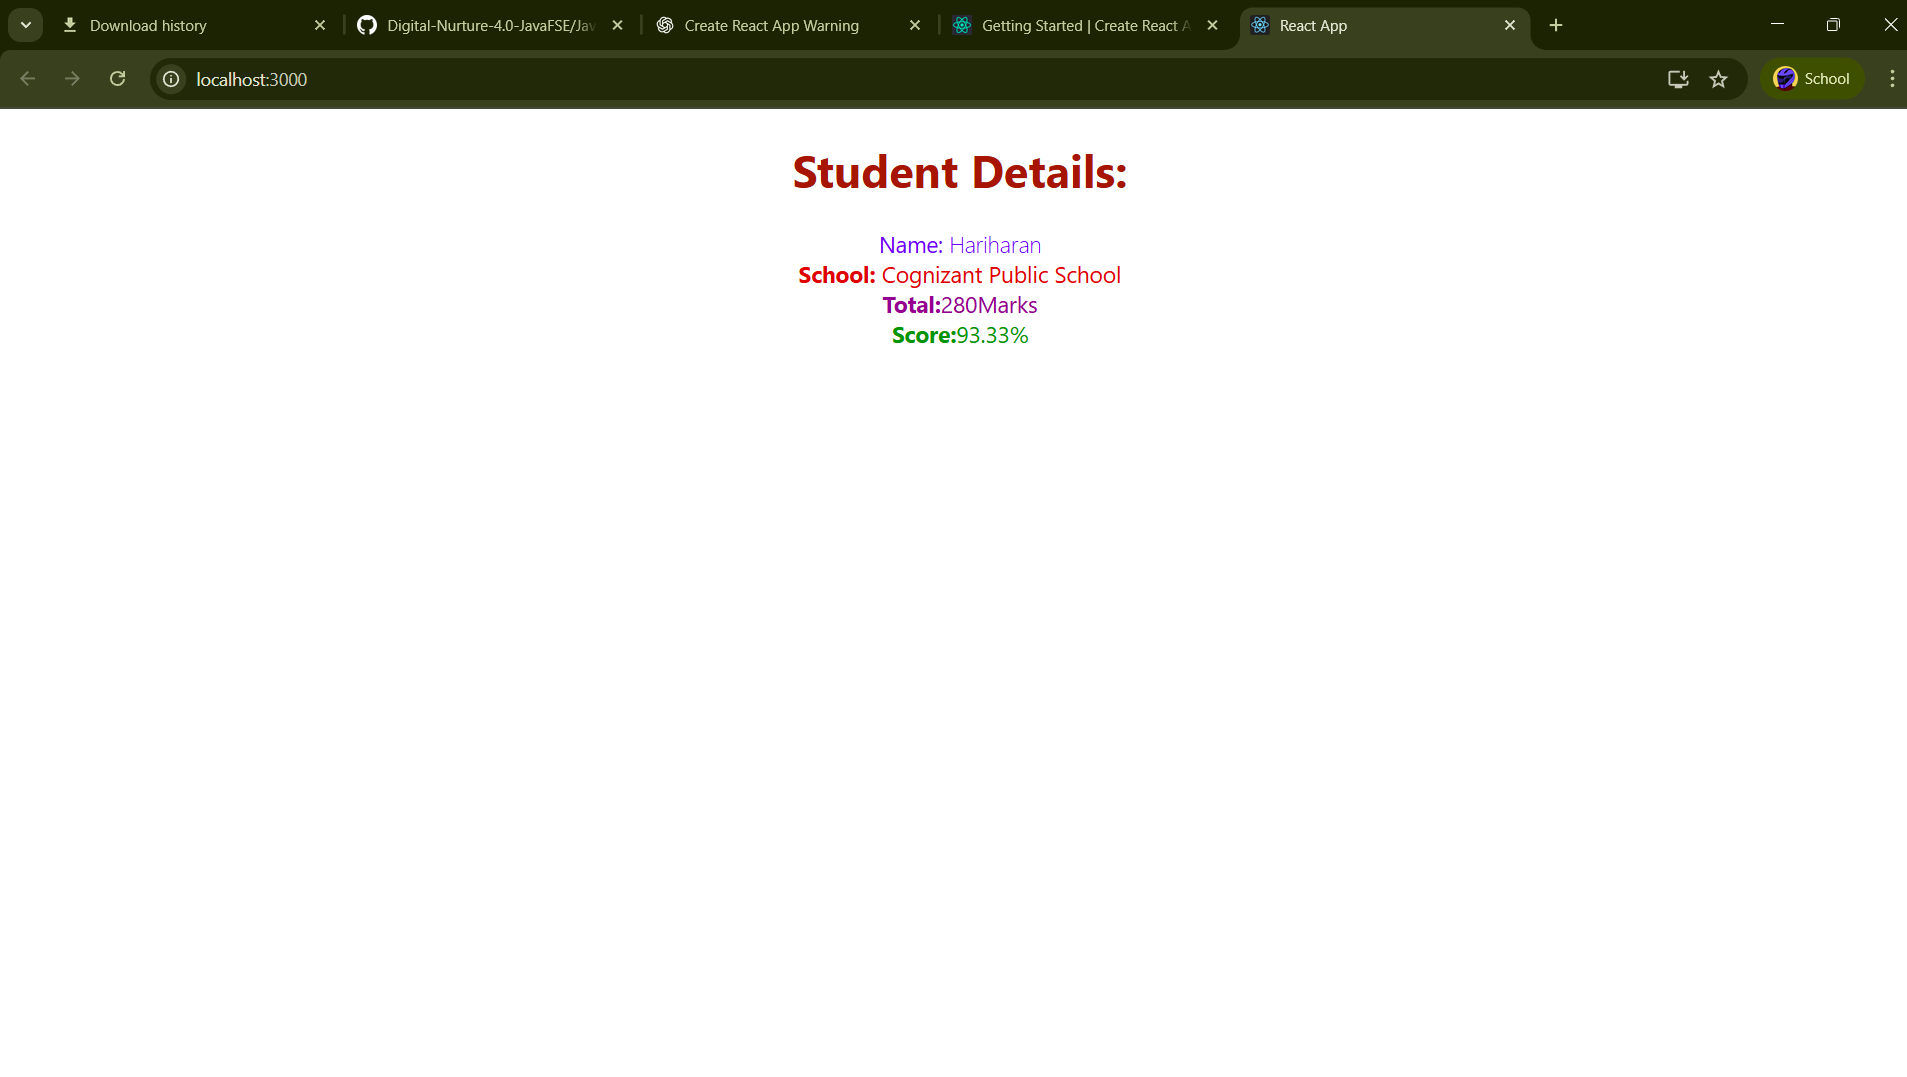 Download history
Digital-Nurture-4.0-JavaFSE/Jav
Create React App Warning
Getting Started | Create React A
React App
localhost:3000
School
Student Details:
Name: Hariharan
School: Cognizant Public School
Total:280Marks
Score:93.33%